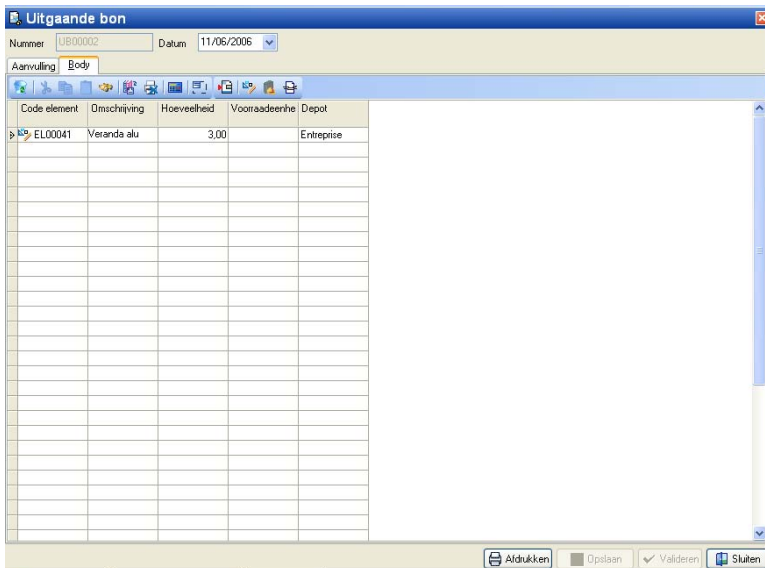 Uitgaande bon
Nummer UB00002 Datum 11/06/2006
Aanvulling Body
Code element Omschrijving Hoeveelheid Voorraadeenhe Depot
EL00041 Veranda alu 3,00 Entreprise
Afdrukken Opslaan Valideren Sluiten